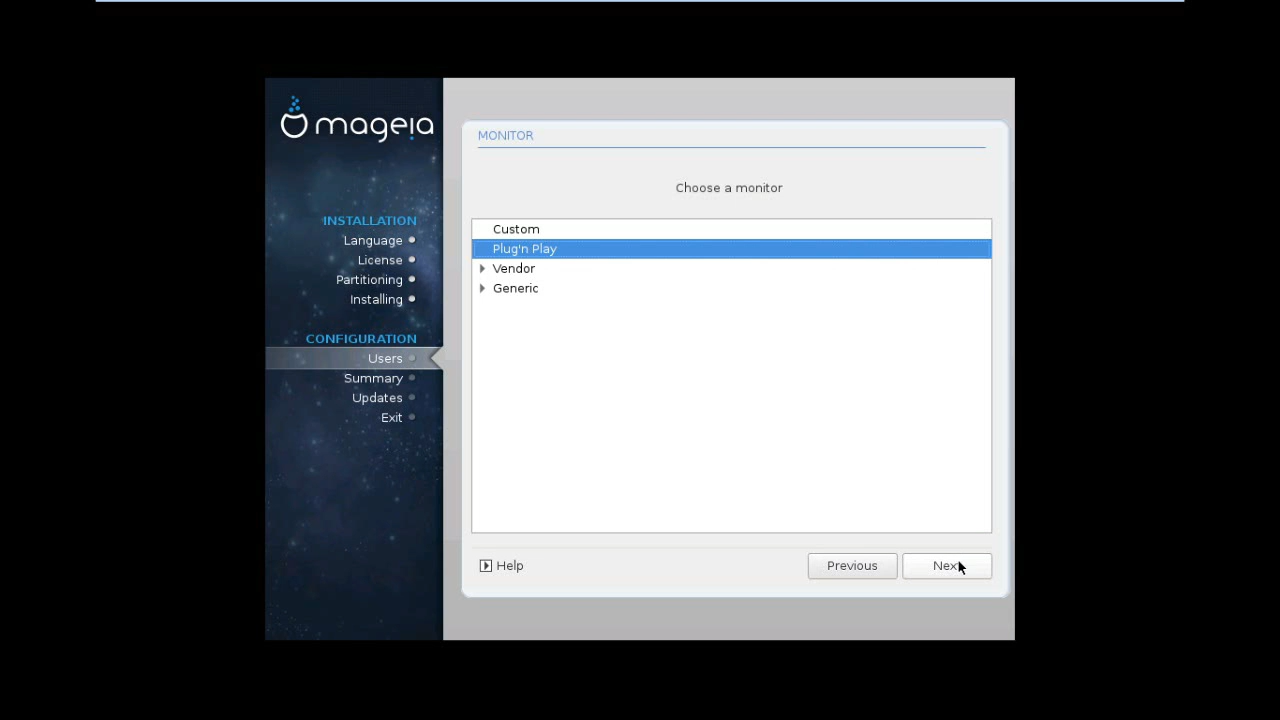 mageia
INSTALLATION
Language
License
Partitioning
Installing
CONFIGURATION
Users
Summary
Updates
Exit
MONITOR
Choose a monitor
Custom
Plug'n Play
Vendor
Generic
Help
Previous
Next